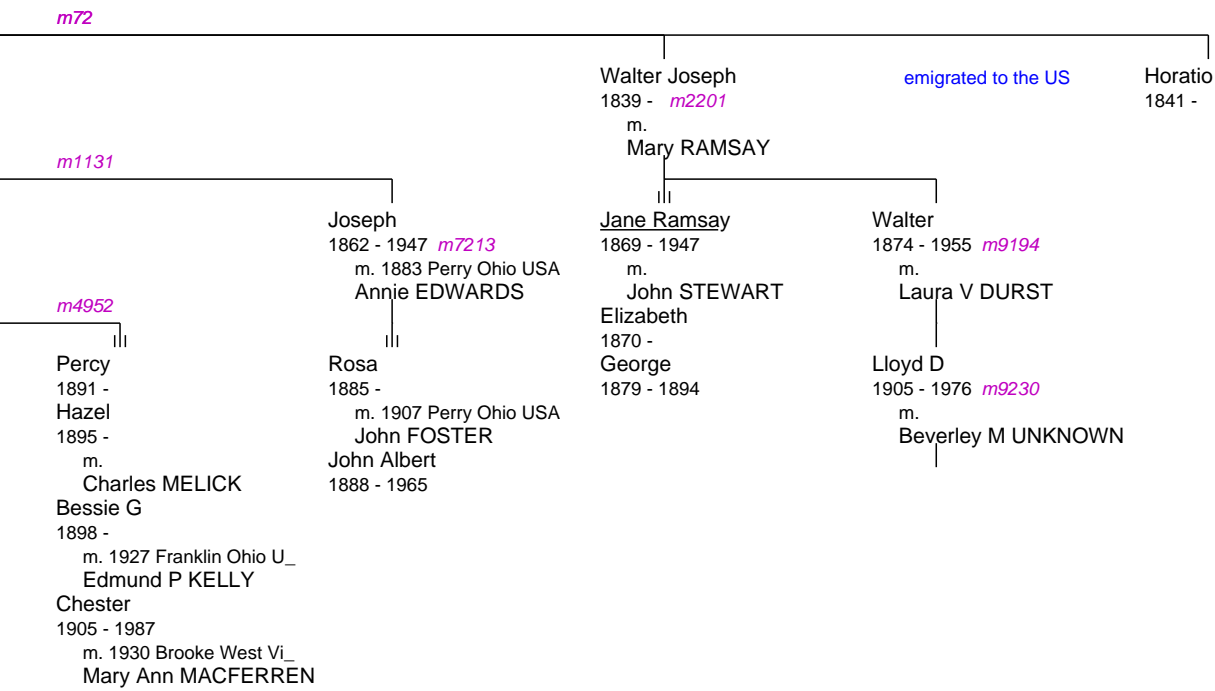 m72
Walter Joseph
1839 - m2201
m.
Mary RAMSAY
emigrated to the US
Horatio
1841 -
m1131
Joseph
1862 - 1947 m7213
m. 1883 Perry Ohio USA
Annie EDWARDS
Jane Ramsay
1869 - 1947
m.
John STEWART
Elizabeth
1870 -
George
1879 - 1894
Walter
1874 - 1955 m9194
m.
Laura V DURST
m4952
Percy
1891 -
Hazel
1895 -
m.
Charles MELICK
Bessie G
1898 -
m. 1927 Franklin Ohio U_
Edmund P KELLY
Chester
1905 - 1987
m. 1930 Brooke West Vi_
Mary Ann MACFERREN
Rosa
1885 -
m. 1907 Perry Ohio USA
John FOSTER
John Albert
1888 - 1965
Lloyd D
1905 - 1976 m9230
m.
Beverley M UNKNOWN